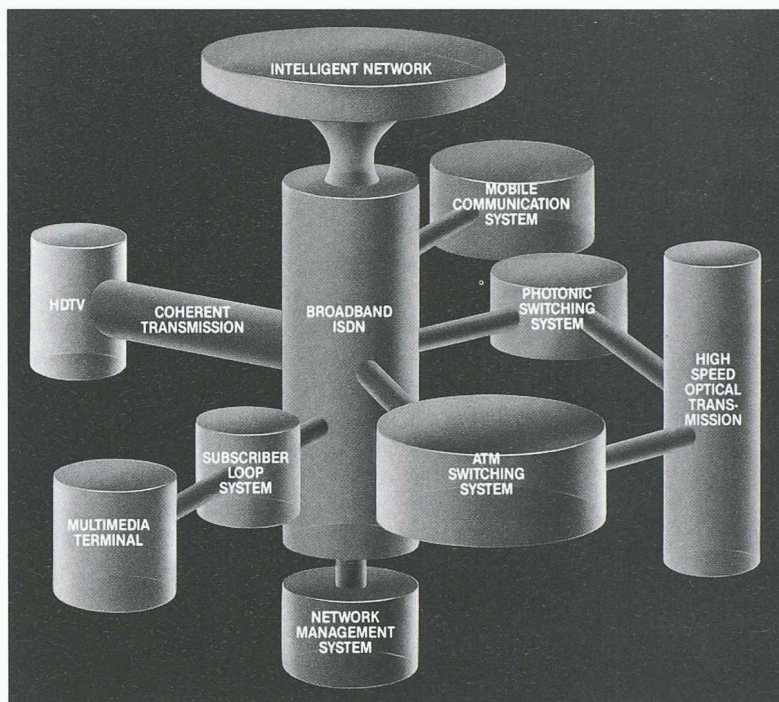 INTELLIGENT NETWORK
MOBILE
COMMUNICATION
SYSTEM
HDTV
COHERENT
TRANSMISSION
BROADBAND
ISDN
PHOTONIC
SWITCHING
SYSTEM
HIGH
SPEED
OPTICAL
TRANS-
MISSION
SUBSCRIBER
LOOP
SYSTEM
ATM
SWITCHING
SYSTEM
MULTIMEDIA
TERMINAL
NETWORK
MANAGEMENT
SYSTEM